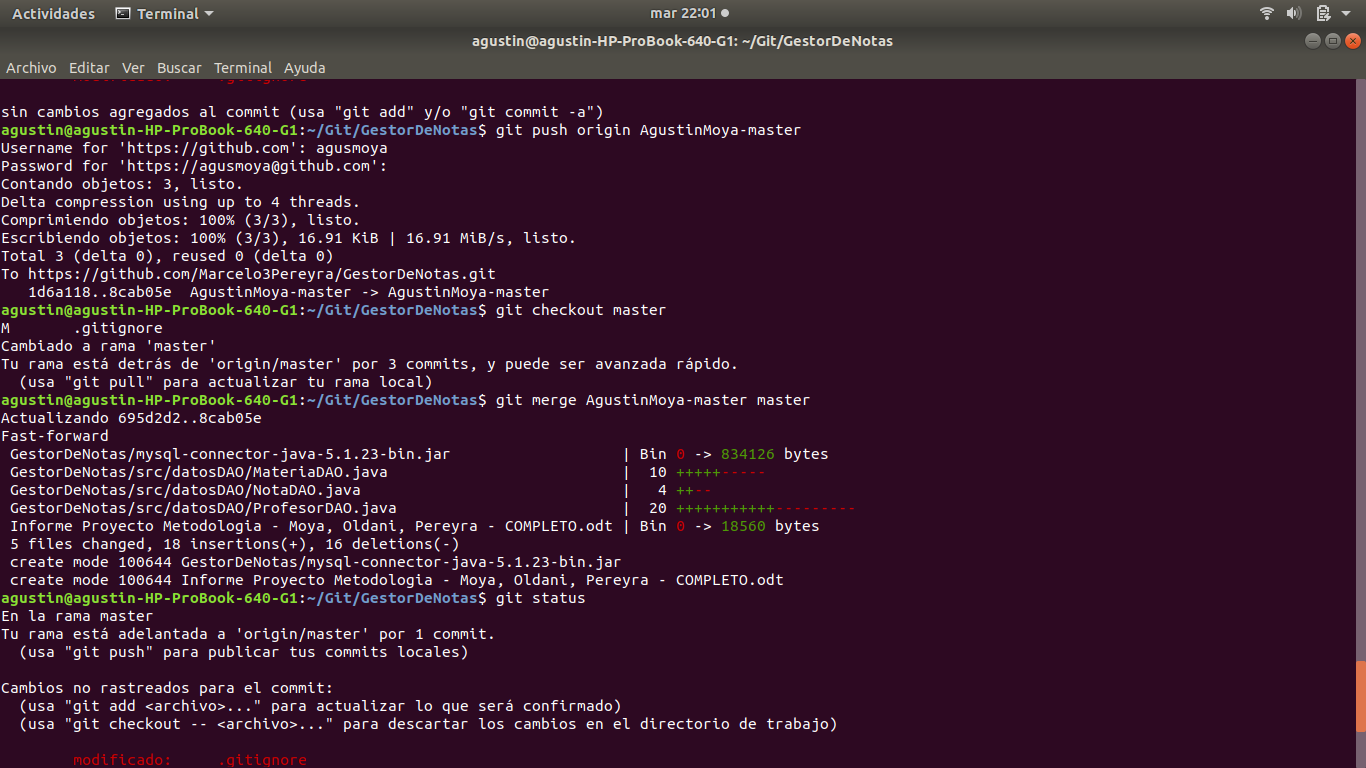 Actividades Terminal mar 22:01
agustin@agustin-HP-ProBook-640-G1: ~/Git/GestorDeNotas
Archivo Editar Ver Buscar Terminal Ayuda
.gitignore
sin cambios agregados al commit (usa "git add" y/o "git commit -a")
agustin@agustin-HP-ProBook-640-G1:~/Git/GestorDeNotas$ git push origin AgustinMoya-master
Username for 'https://github.com': agusmoya
Password for 'https://agusmoya@github.com':
Contando objetos: 3, listo.
Delta compression using up to 4 threads.
Comprimiendo objetos: 100% (3/3), listo.
Escribiendo objetos: 100% (3/3), 16.91 KiB | 16.91 MiB/s, listo.
Total 3 (delta 0), reused 0 (delta 0)
To https://github.com/Marcelo3Pereyra/GestorDeNotas.git
   1d6a118..8cab05e  AgustinMoya-master -> AgustinMoya-master
agustin@agustin-HP-ProBook-640-G1:~/Git/GestorDeNotas$ git checkout master
M       .gitignore
Cambiado a rama 'master'
Tu rama está detrás de 'origin/master' por 3 commits, y puede ser avanzada rápido.
  (usa "git pull" para actualizar tu rama local)
agustin@agustin-HP-ProBook-640-G1:~/Git/GestorDeNotas$ git merge AgustinMoya-master master
Actualizando 695d2d2..8cab05e
Fast-forward
 GestorDeNotas/mysql-connector-java-5.1.23-bin.jar | Bin 0 -> 834126 bytes
 GestorDeNotas/src/datosDAO/MateriaDAO.java | 10 +++++-----
 GestorDeNotas/src/datosDAO/NotaDAO.java | 4 ++--
 GestorDeNotas/src/datosDAO/ProfesorDAO.java | 20 +++++++++++---------
 Informe Proyecto Metodologia - Moya, Oldani, Pereyra - COMPLETO.odt | Bin 0 -> 18560 bytes
 5 files changed, 18 insertions(+), 16 deletions(-)
 create mode 100644 GestorDeNotas/mysql-connector-java-5.1.23-bin.jar
 create mode 100644 Informe Proyecto Metodologia - Moya, Oldani, Pereyra - COMPLETO.odt
agustin@agustin-HP-ProBook-640-G1:~/Git/GestorDeNotas$ git status
En la rama master
Tu rama está adelantada a 'origin/master' por 1 commit.
  (usa "git push" para publicar tus commits locales)
Cambios no rastreados para el commit:
  (usa "git add <archivo>..." para actualizar lo que será confirmado)
  (usa "git checkout -- <archivo>..." para descartar los cambios en el directorio de trabajo)
modificado: .gitignore